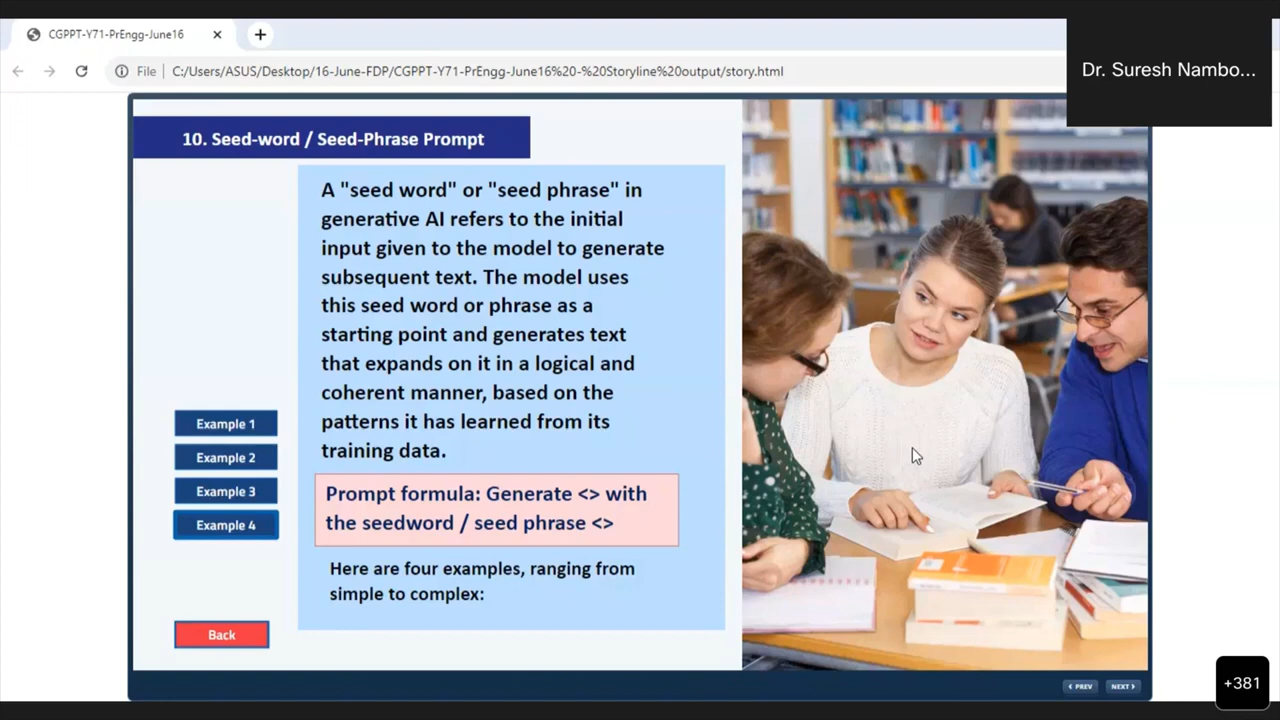 CGPPT-Y71-PrEngg-June16
File
C:/Users/ASUS/Desktop/16-June-FDP/CGPPT-Y71-PrEngg-June16%20-%20Storyline%20output/story.html
Dr. Suresh Nambo...
10. Seed-word / Seed-Phrase Prompt
A "seed word" or "seed phrase" in
generative AI refers to the initial
input given to the model to generate
subsequent text. The model uses
this seed word or phrase as a
starting point and generates text
that expands on it in a logical and
coherent manner, based on the
patterns it has learned from its
training data.
Prompt formula: Generate <> with
the seedword / seed phrase <>
Here are four examples, ranging from
simple to complex:
Example 1
Example 2
Example 3
Example 4
Back
PREV
NEXT
+381